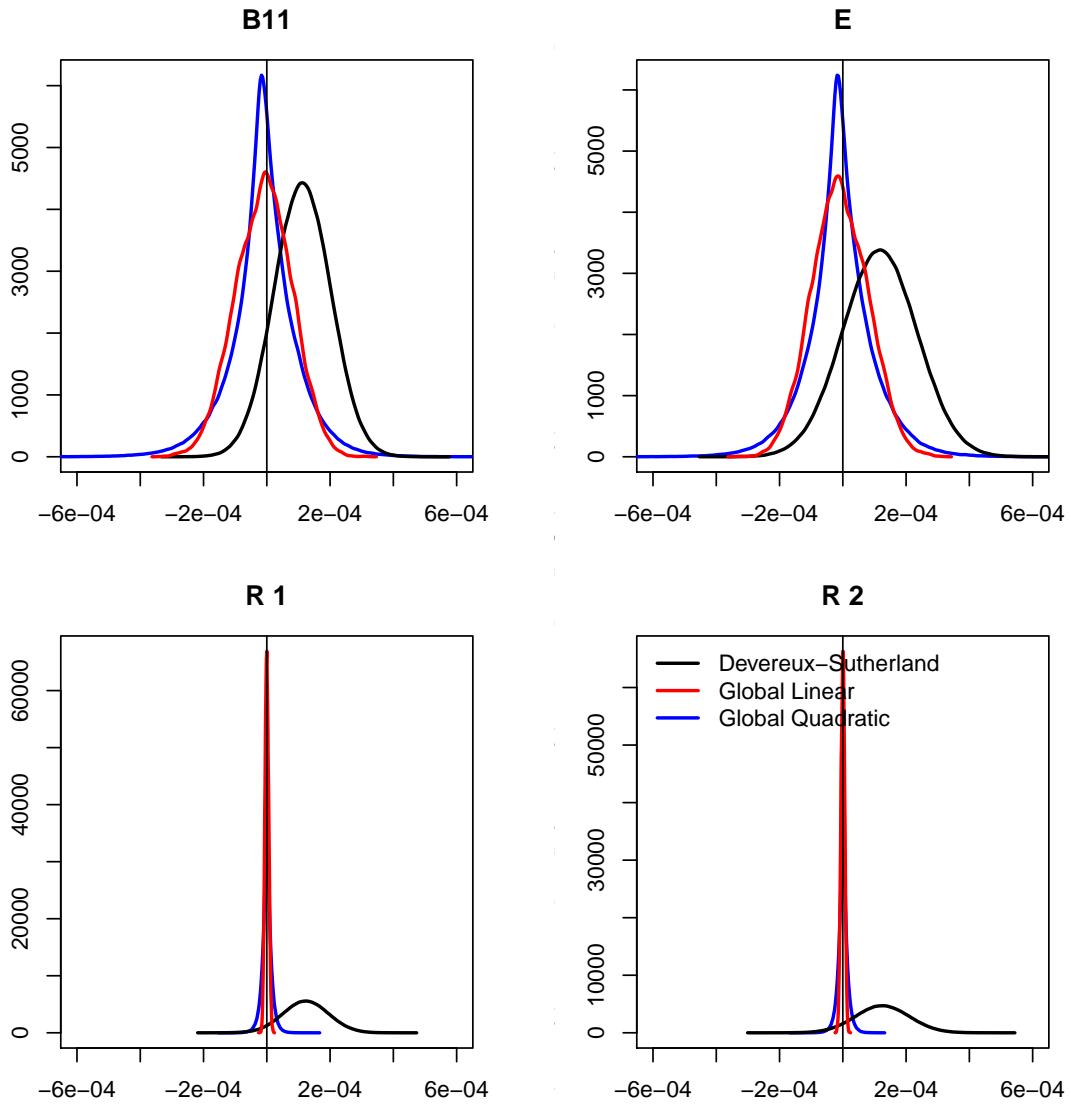 B11
E
5000
3000
1000
0
−6e−04 −2e−04 2e−04 6e−04
5000
3000
1000
0
−6e−04 −2e−04 2e−04 6e−04
R 1
R 2
60000
40000
20000
0
−6e−04 −2e−04 2e−04 6e−04
Devereux−Sutherland
Global Linear
Global Quadratic
50000
30000
10000
0
−6e−04 −2e−04 2e−04 6e−04